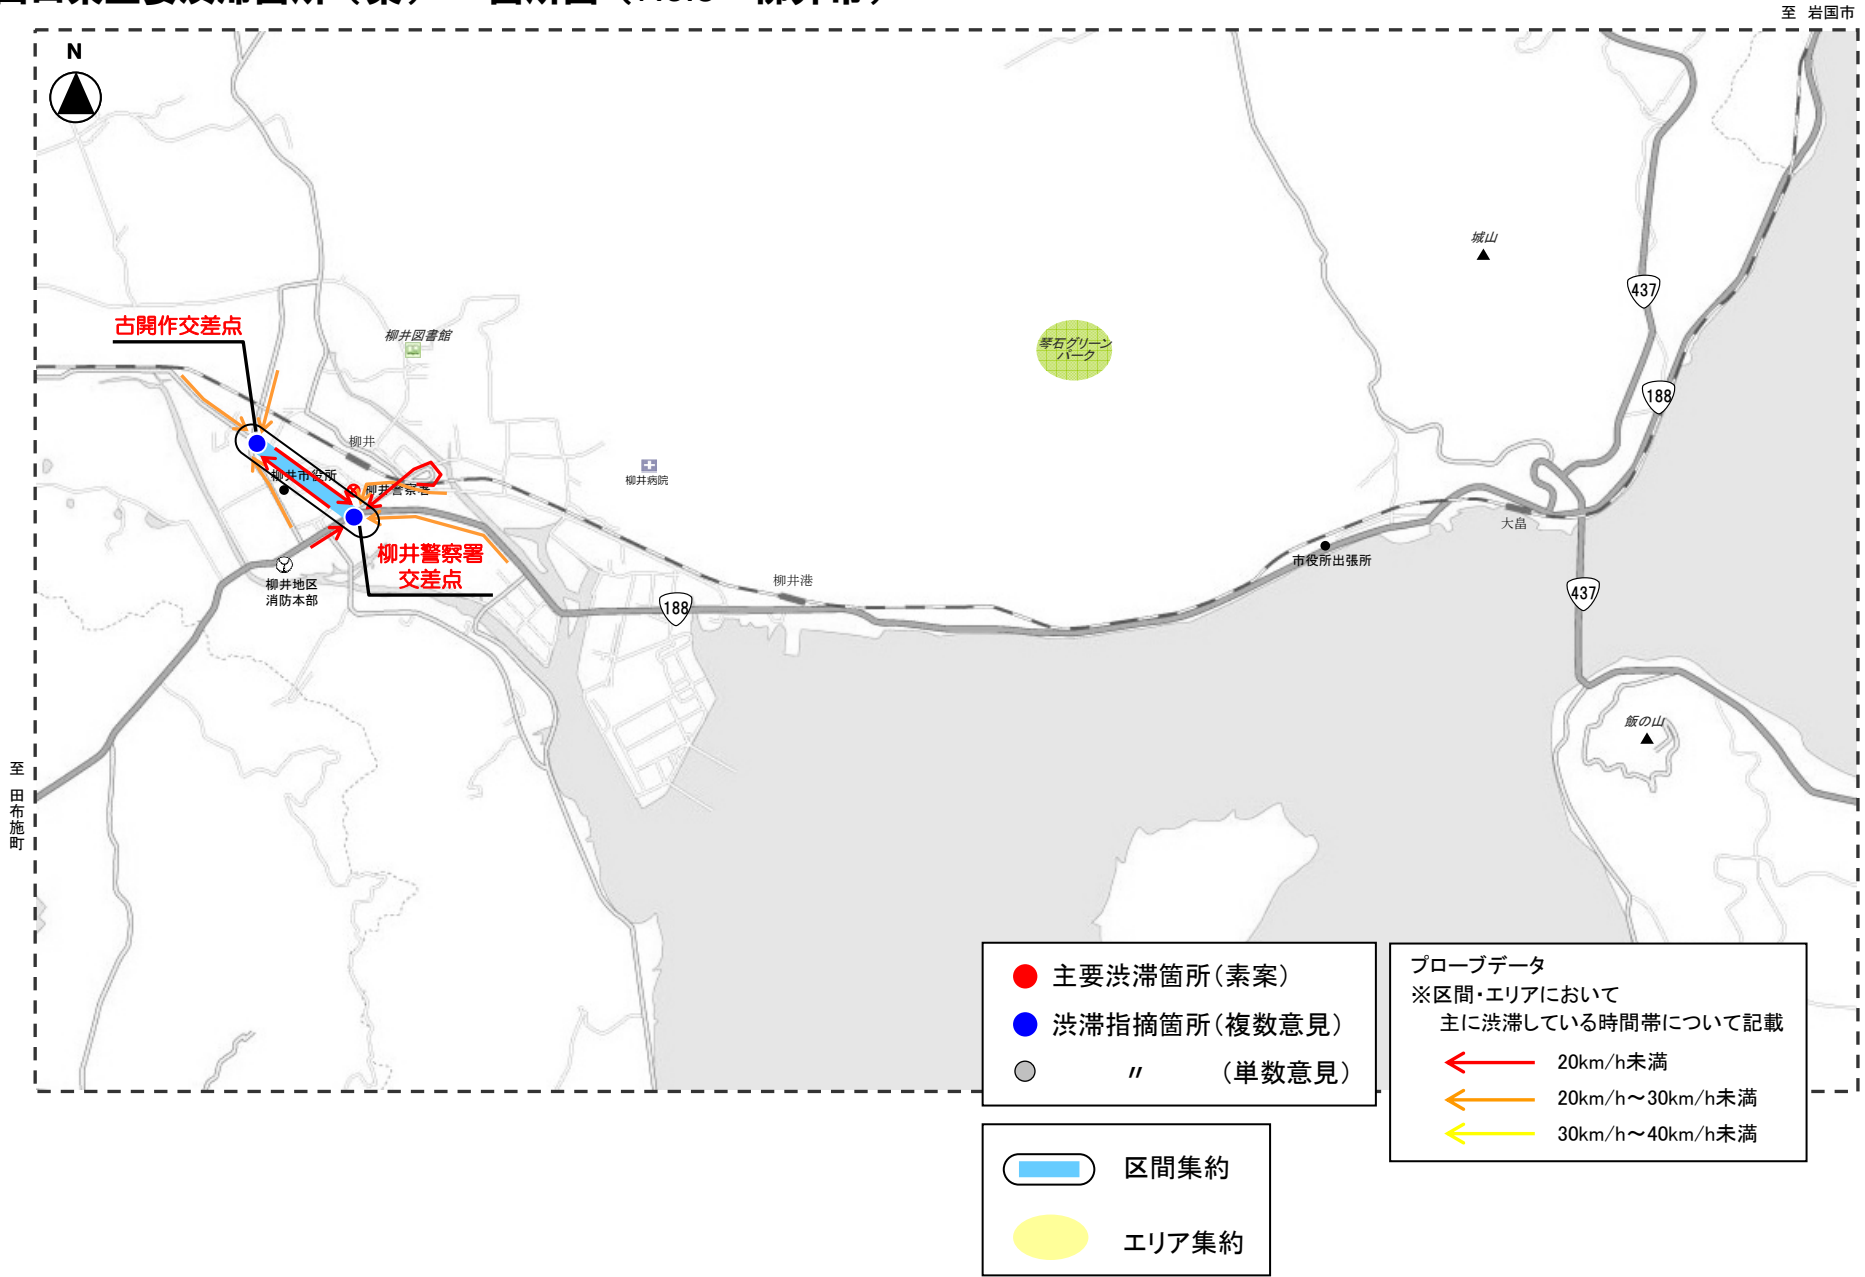 至 岩国市
N
城山
437
古開作交差点
柳井図書館
琴石グリーン
パーク
188
柳井
柳井市役所
柳井警察署
柳井病院
大畠
柳井警察署
交差点
市役所出張所
柳井地区
消防本部
柳井港
188
437
飯の山
至 田布施町
主要渋滞箇所（素案）
渋滞指摘箇所（複数意見）
〃 （単数意見）
プローブデータ
※区間・エリアにおいて
主に渋滞している時間帯について記載
20km/h未満
20km/h～30km/h未満
30km/h～40km/h未満
区間集約
エリア集約